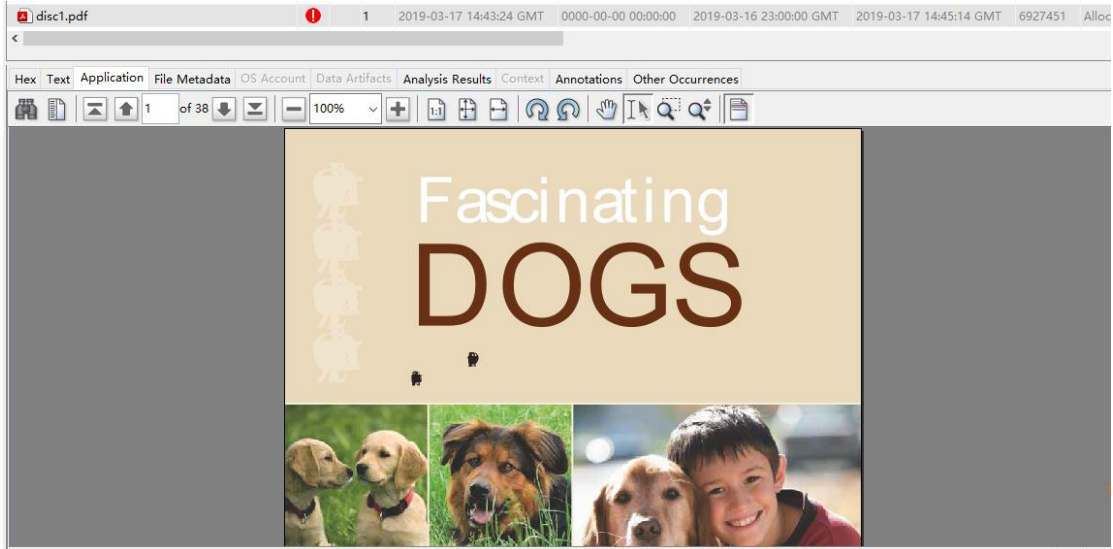 disc1.pdf 1 2019-03-17 14:43:24 GMT 0000-00-00 00:00:00 2019-03-16 23:00:00 GMT 2019-03-17 14:45:14 GMT 6927451 Alloc
Hex Text Application File Metadata OS Account Data Artifacts Analysis Results Context Annotations Other Occurrences
1 of 38 100% 1:1
Fascinating
DOGS